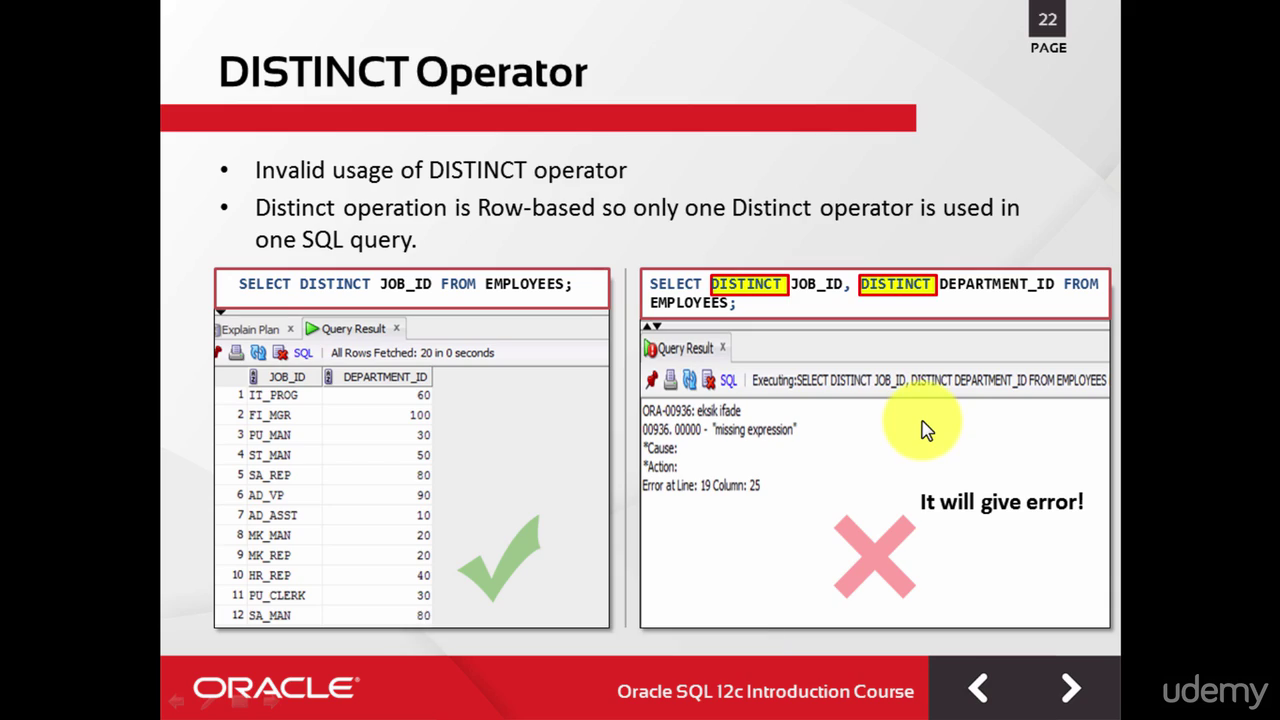 22
PAGE
DISTINCT Operator
• Invalid usage of DISTINCT operator
• Distinct operation is Row-based so only one Distinct operator is used in
one SQL query.
SELECT DISTINCT JOB_ID FROM EMPLOYEES;
Explain Plan x Query Result x
SQL | All Rows Fetched: 20 in 0 seconds
JOB_ID DEPARTMENT_ID
1 IT_PROG 60
2 FI_MGR 100
3 PU_MAN 30
4 ST_MAN 50
5 SA_REP 80
6 AD_VP 90
7 AD_ASST 10
8 MK_MAN 20
9 MK_REP 20
10 HR_REP 40
11 PU_CLERK 30
12 SA_MAN 80
SELECT DISTINCT JOB_ID, DISTINCT DEPARTMENT_ID FROM
EMPLOYEES;
Query Result x
SQL | Executing:SELECT DISTINCT JOB_ID, DISTINCT DEPARTMENT_ID FROM EMPLOYEES
ORA-00936: eksik ifade
00936. 00000 - "missing expression"
*Cause:
*Action:
Error at Line: 19 Column: 25
It will give error!
ORACLE®
Oracle SQL 12c Introduction Course
udemy